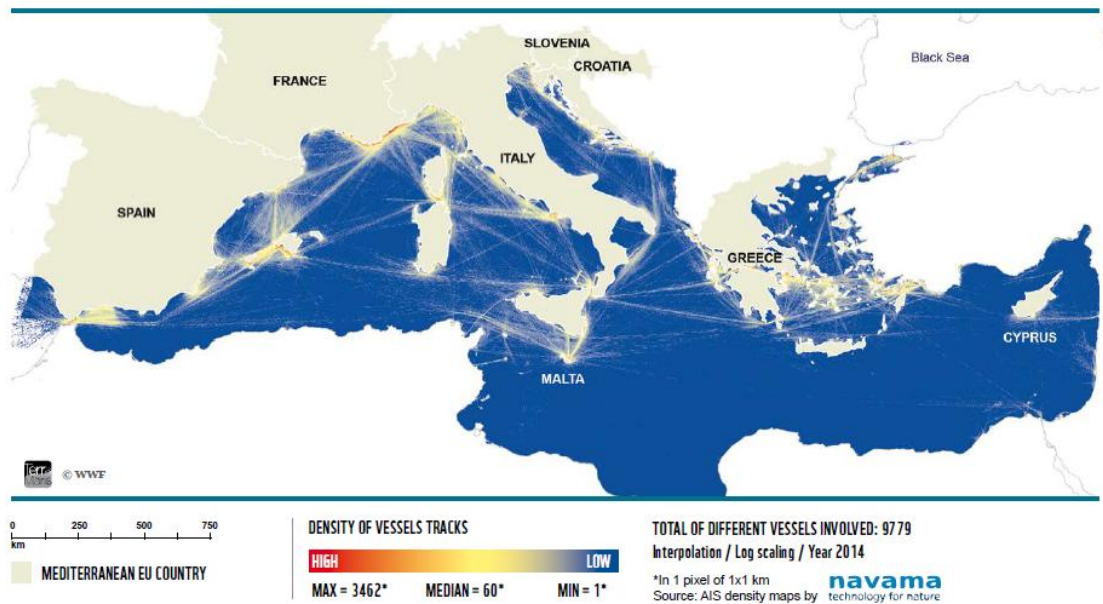 SLOVENIA
CROATIA
Black Sea
FRANCE
ITALY
SPAIN
GREECE
CYPRUS
MALTA
© WWF
0 250 500 750
km
MEDITERRANEAN EU COUNTRY
DENSITY OF VESSELS TRACKS
HIGH LOW
MAX = 3462* MEDIAN = 60* MIN = 1*
TOTAL OF DIFFERENT VESSELS INVOLVED: 9779
Interpolation / Log scaling / Year 2014
*In 1 pixel of 1x1 km
Source: AIS density maps by navama
technology for nature